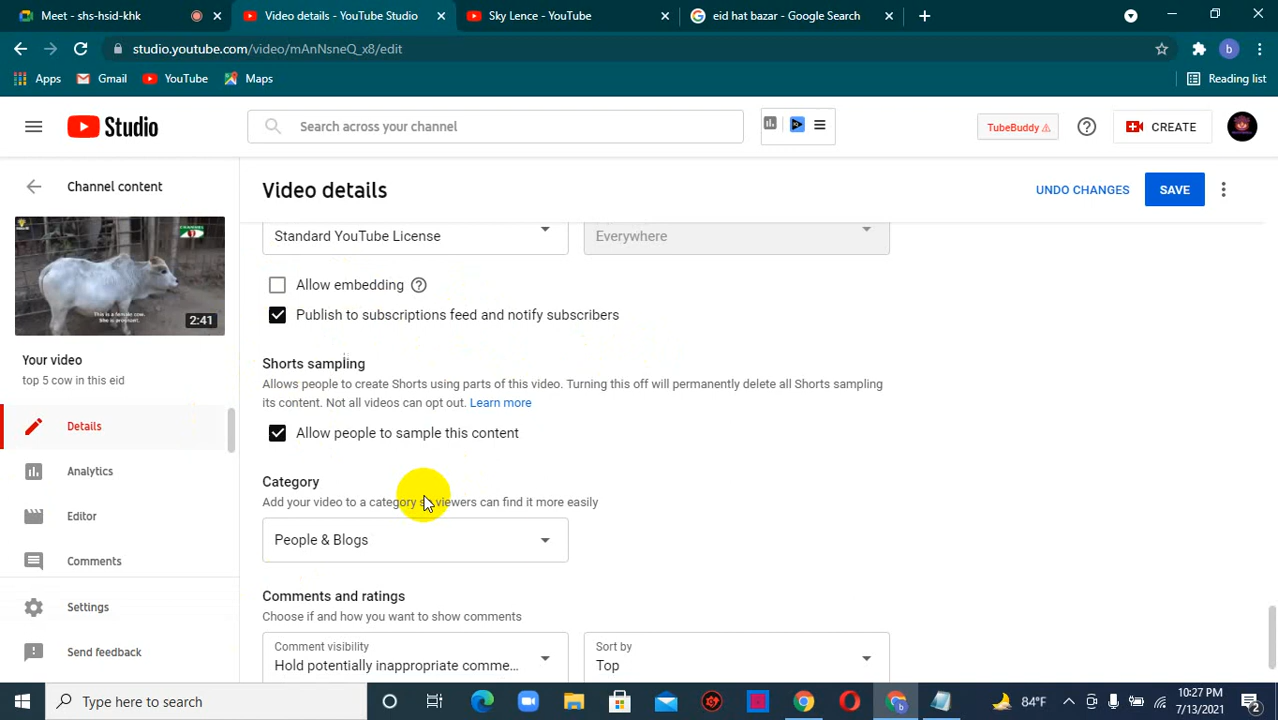 Meet - shs-hsid-khk
Video details - YouTube Studio
Sky Lence - YouTube
eid hat bazar - Google Search
studio.youtube.com/video/mAnNsneQ_x8/edit
b
Apps
Gmail
YouTube
Maps
Reading list
Studio
Search across your channel
TubeBuddy
CREATE
Channel content
Video details
UNDO CHANGES
SAVE
This is a female cow.
She is pregnant.
2:41
Your video
top 5 cow in this eid
Details
Analytics
Editor
Comments
Settings
Send feedback
Standard YouTube License
Everywhere
Allow embedding
Publish to subscriptions feed and notify subscribers
Shorts sampling
Allows people to create Shorts using parts of this video. Turning this off will permanently delete all Shorts sampling
its content. Not all videos can opt out. Learn more
Allow people to sample this content
Category
Add your video to a category so viewers can find it more easily
People & Blogs
Comments and ratings
Choose if and how you want to show comments
Comment visibility
Hold potentially inappropriate comme...
Sort by
Top
Type here to search
84°F
10:27 PM
7/13/2021
2